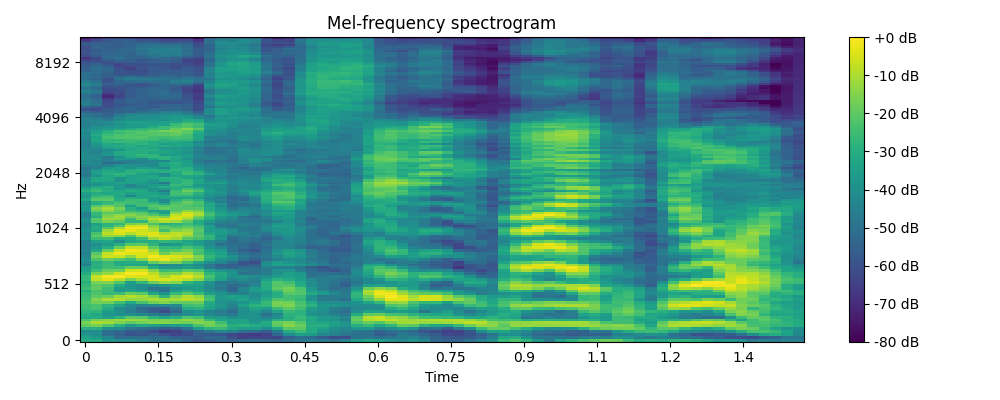 Mel-frequency spectrogram
Hz
8192
4096
2048
1024
512
0
0 0.15 0.3 0.45 0.6 0.75 0.9 1.1 1.2 1.4
Time
+0 dB
-10 dB
-20 dB
-30 dB
-40 dB
-50 dB
-60 dB
-70 dB
-80 dB